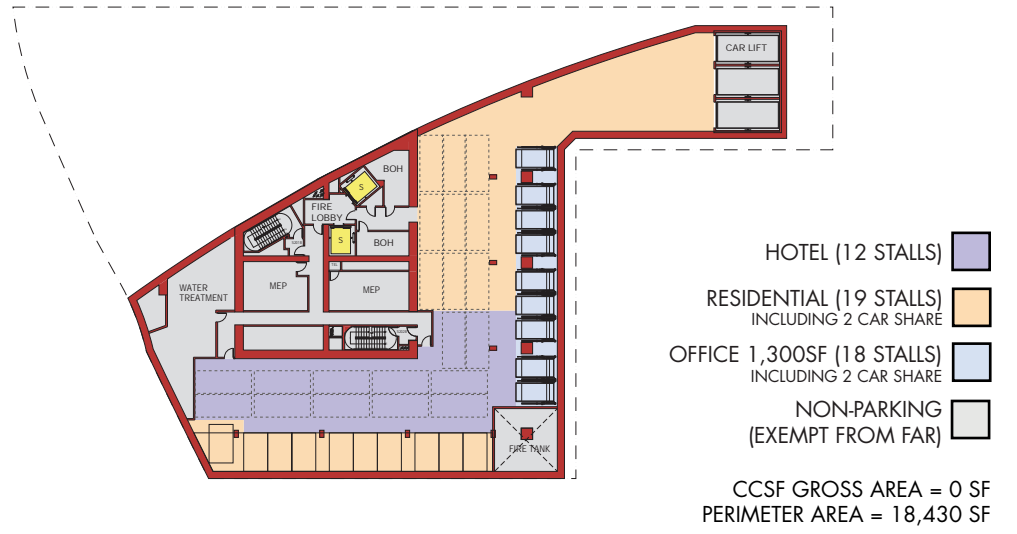 CAR LIFT
BOH
S
FIRE
LOBBY
S
BOH
WATER
TREATMENT
MEP
MEP
FIRE TANK
HOTEL (12 STALLS)
RESIDENTIAL (19 STALLS)
INCLUDING 2 CAR SHARE
OFFICE 1,300SF (18 STALLS)
INCLUDING 2 CAR SHARE
NON-PARKING
(EXEMPT FROM FAR)
CCSF GROSS AREA = 0 SF
PERIMETER AREA = 18,430 SF